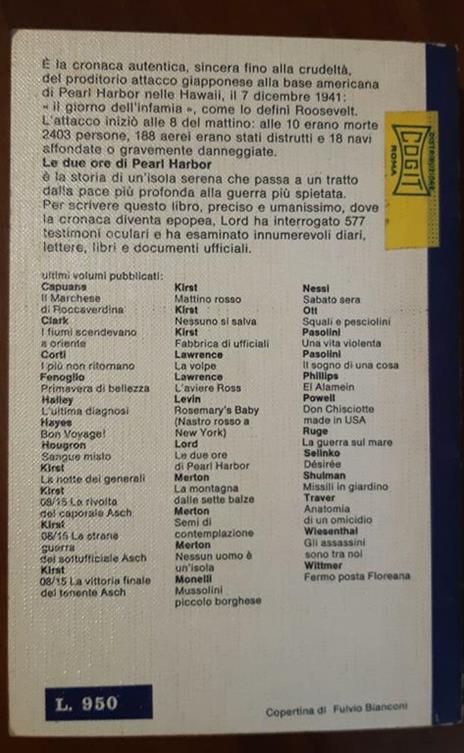 È la cronaca autentica, sincera fino alla crudeltà,
del proditorio attacco giapponese alla base americana
di Pearl Harbor nelle Hawaii, il 7 dicembre 1941:
« il giorno dell'infamia », come lo definì Roosevelt.
L'attacco iniziò alle 8 del mattino: alle 10 erano morte
2403 persone, 188 aerei erano stati distrutti e 18 navi
affondate o gravemente danneggiate.
Le due ore di Pearl Harbor
è la storia di un'isola serena che passa a un tratto
dalla pace più profonda alla guerra più spietata.
Per scrivere questo libro, preciso e umanissimo, dove
la cronaca diventa epopea, Lord ha interrogato 577
testimoni oculari e ha esaminato innumerevoli diari,
lettere, libri e documenti ufficiali.
DISTRIBUZIONE
COGIT
ROMA
ultimi volumi pubblicati:
Capuana
Il Marchese
di Roccaverdina
Clark
I fiumi scendevano
a oriente
Corti
I più non ritornano
Fenoglio
Primavera di bellezza
Hailey
L'ultima diagnosi
Hayes
Bon Voyage!
Hougron
Sangue misto
Kirst
La notte dei generali
Kirst
08/15 La rivolta
del caporale Asch
Kirst
08/15 La strana
guerra
del sottufficiale Asch
Kirst
08/15 La vittoria finale
del tenente Asch
Kirst
Mattino rosso
Kirst
Nessuno si salva
Kirst
Fabbrica di ufficiali
Lawrence
La volpe
Lawrence
L'aviere Ross
Levin
Rosemary's Baby
(Nastro rosso a
New York)
Lord
Le due ore
di Pearl Harbor
Merton
La montagna
dalle sette balze
Merton
Semi di
contemplazione
Merton
Nessun uomo è
un'isola
Monelli
Mussolini
piccolo borghese
Nessi
Sabato sera
Ott
Squali e pesciolini
Pasolini
Una vita violenta
Pasolini
Il sogno di una cosa
Phillips
El Alamein
Powell
Don Chisciotte
made in USA
Ruge
La guerra sul mare
Selinko
Désirée
Shulman
Missili in giardino
Traver
Anatomia
di un omicidio
Wiesenthal
Gli assassini
sono tra noi
Wittmer
Fermo posta Floreana
L. 950
Copertina di Fulvio Bianconi